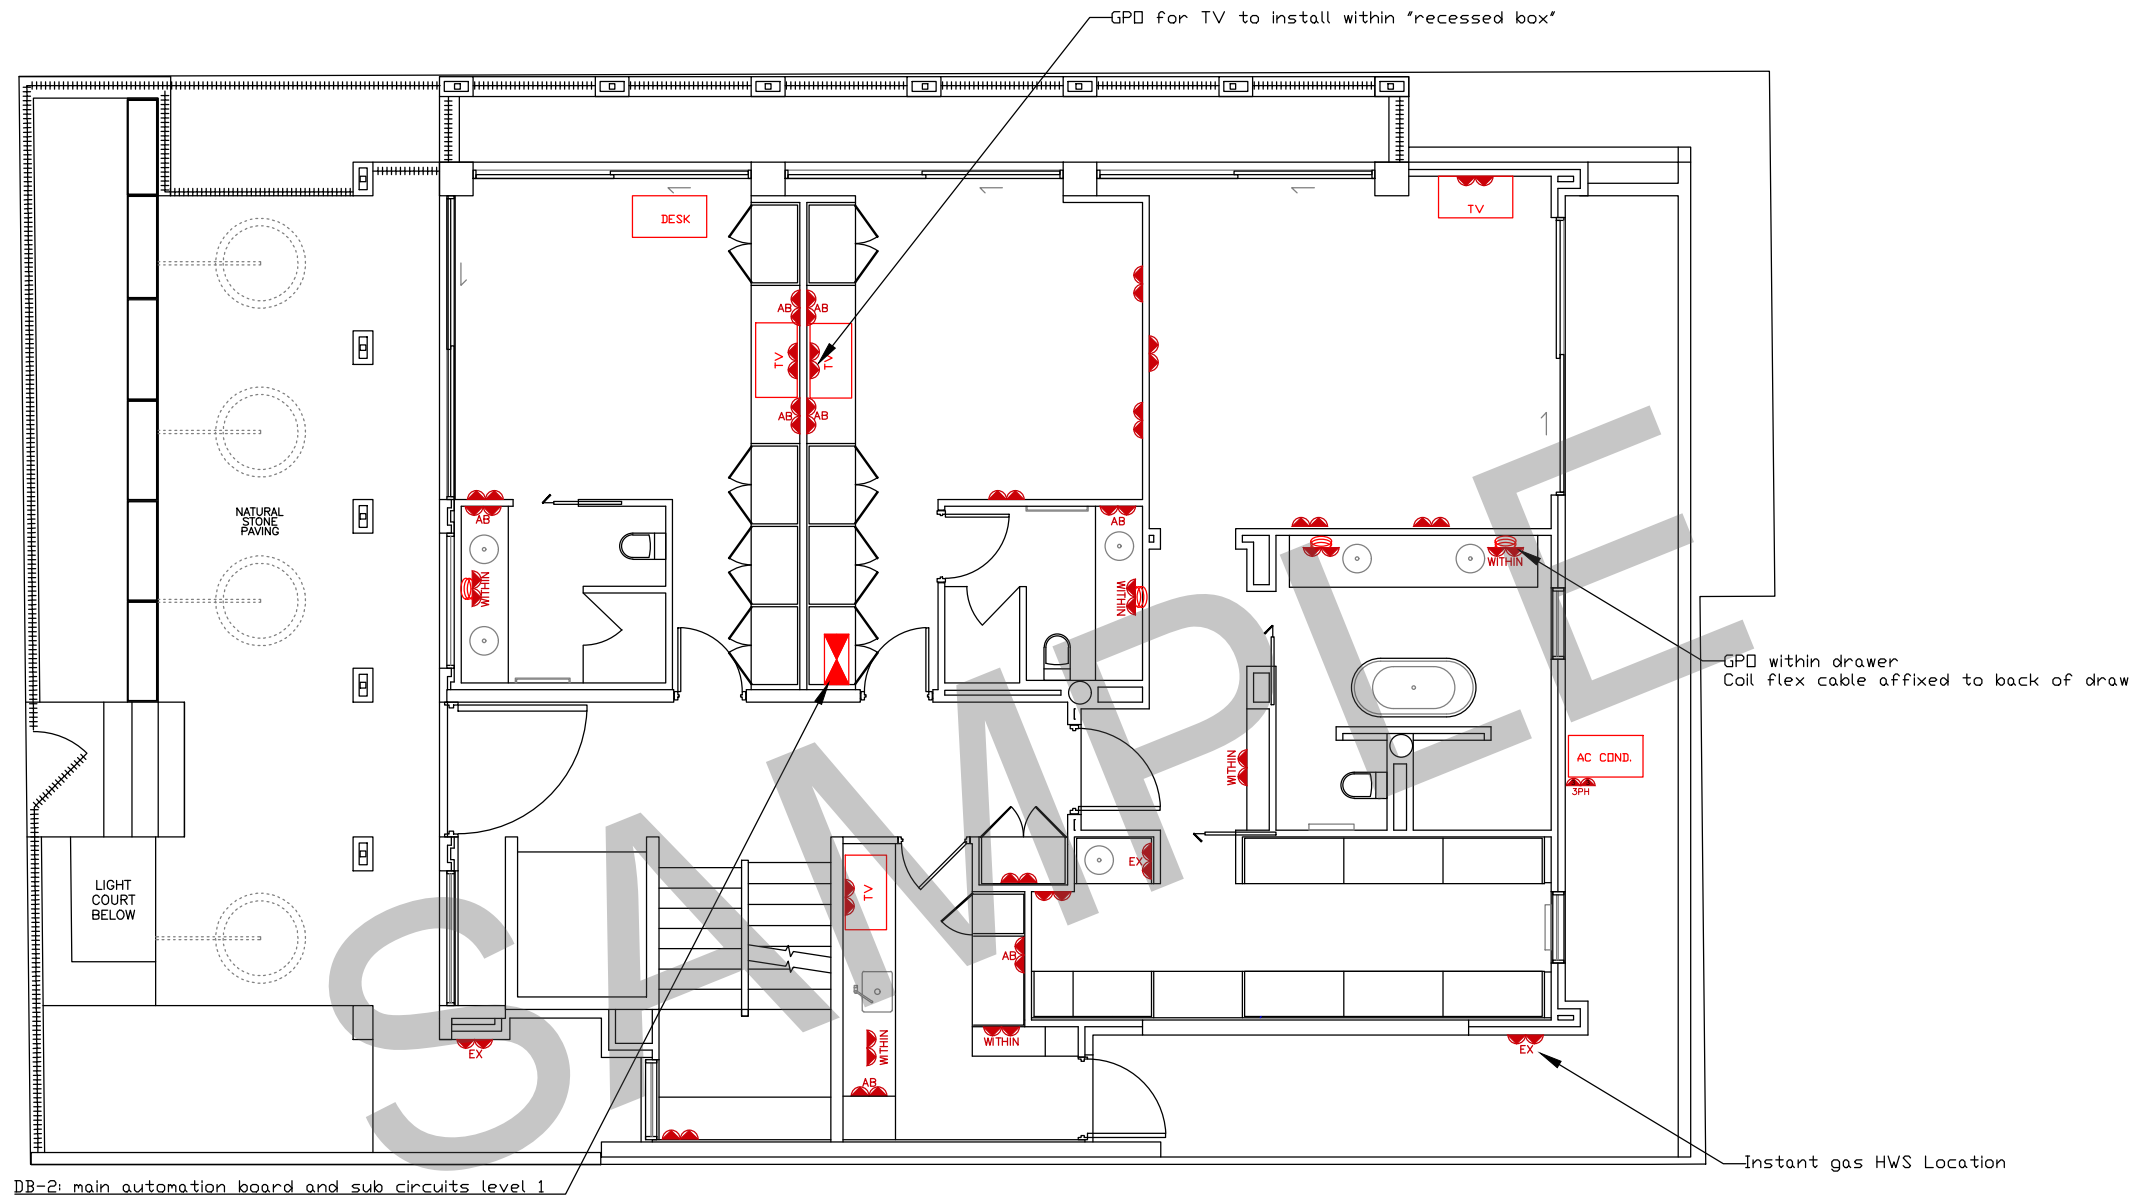 GPO for TV to install within "recessed box"
DESK
TV
AB
AB
TV
TV
AB
AB
NATURAL
STONE
PAVING
AB
AB
WITHIN
WITHIN
WITHIN
GPO within drawer
Coil flex cable affixed to back of draw
WITHIN
AC COND.
3PH
EX
TV
LIGHT
COURT
BELOW
AB
WITHIN
WITHIN
EX
EX
AB
SAMPLE
Instant gas HWS Location
DB-2: main automation board and sub circuits level 1